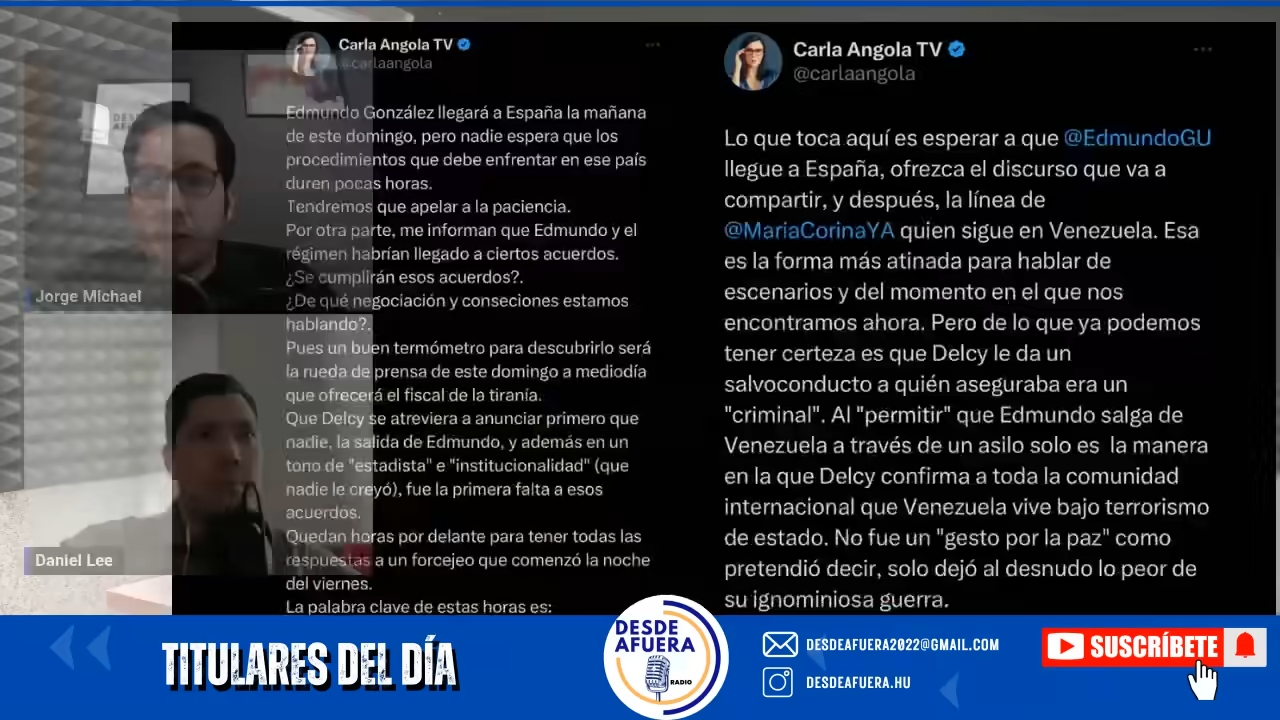 Carla Angola TV
@carlaangola
Edmundo González llegará a España la mañana
de este domingo, pero nadie espera que los
procedimientos que debe enfrentar en ese país
duren pocas horas.
Tendremos que apelar a la paciencia.
Por otra parte, me informan que Edmundo y el
régimen habrían llegado a ciertos acuerdos.
¿Se cumplirán esos acuerdos?.
¿De qué negociación y conseciones estamos
hablando?.
Pues un buen termómetro para descubrirlo será
la rueda de prensa de este domingo a mediodía
que ofrecerá el fiscal de la tiranía.
Que Delcy se atreviera a anunciar primero que
nadie, la salida de Edmundo, y además en un
tono de "estadista" e "institucionalidad" (que
nadie le creyó), fue la primera falta a esos
acuerdos.
Quedan horas por delante para tener todas las
respuestas a un forcejeo que comenzó la noche
del viernes.
La palabra clave de estas horas es:
Carla Angola TV
@carlaangola
Lo que toca aquí es esperar a que @EdmundoGU
llegue a España, ofrezca el discurso que va a
compartir, y después, la línea de
@MariaCorinaYA quien sigue en Venezuela. Esa
es la forma más atinada para hablar de
escenarios y del momento en el que nos
encontramos ahora. Pero de lo que ya podemos
tener certeza es que Delcy le da un
salvoconducto a quién aseguraba era un
"criminal". Al "permitir" que Edmundo salga de
Venezuela a través de un asilo solo es la manera
en la que Delcy confirma a toda la comunidad
internacional que Venezuela vive bajo terrorismo
de estado. No fue un "gesto por la paz" como
pretendió decir, solo dejó al desnudo lo peor de
su ignominiosa guerra.
Jorge Michael
Daniel Lee
TITULARES DEL DÍA
DESDE
AFUERA
RADIO
DESDEAFUERA2022@GMAIL.COM
DESDEAFUERA.HU
SUSCRÍBETE